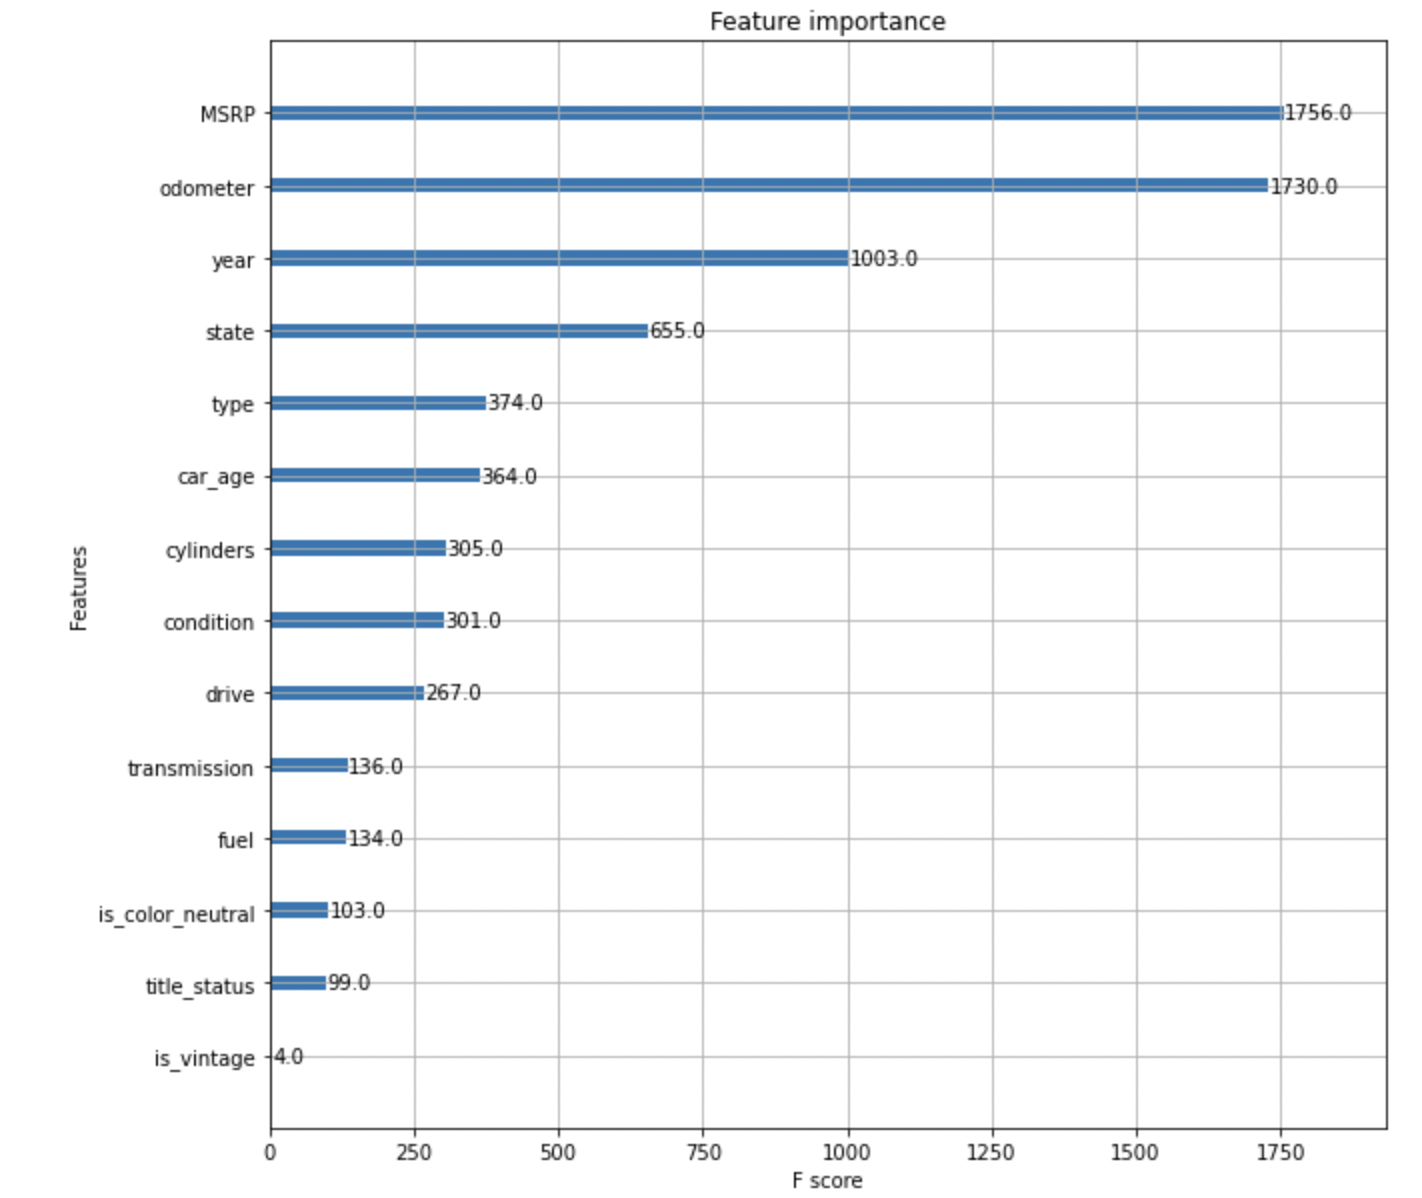 Feature importance
MSRP 1756.0
odometer 1730.0
year 1003.0
state 655.0
type 374.0
car_age 364.0
cylinders 305.0
condition 301.0
drive 267.0
transmission 136.0
fuel 134.0
is_color_neutral 103.0
title_status 99.0
is_vintage 4.0
Features
0 250 500 750 1000 1250 1500 1750
F score